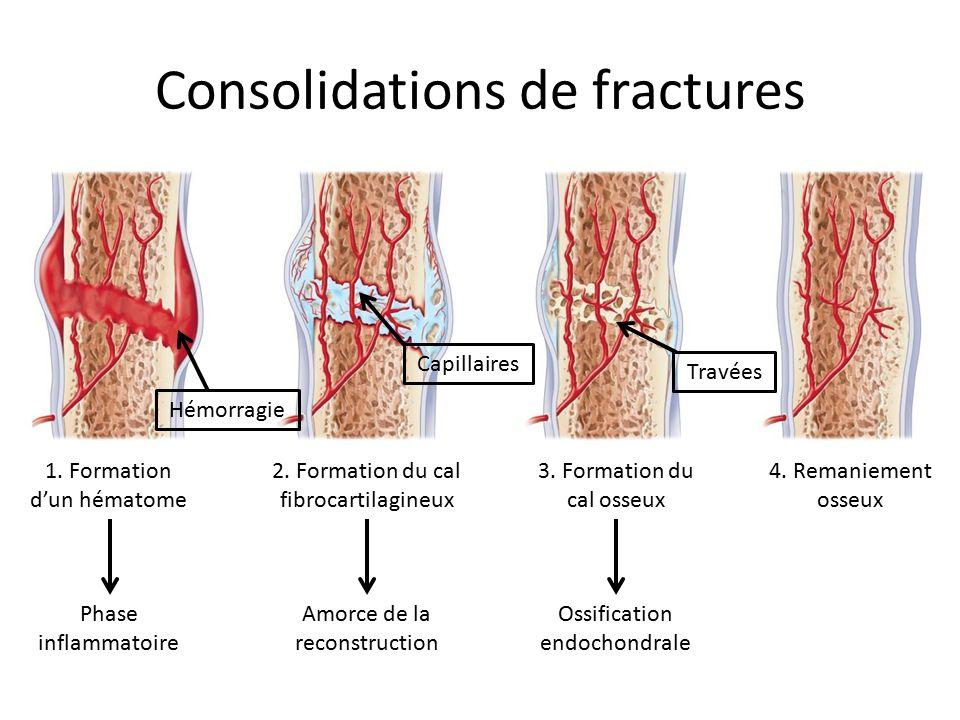 Consolidations de fractures
Capillaires
Travées
Hémorragie
1. Formation
d’un hématome
2. Formation du cal
fibrocartilagineux
3. Formation du
cal osseux
4. Remaniement
osseux
Phase
inflammatoire
Amorce de la
reconstruction
Ossification
endochondrale